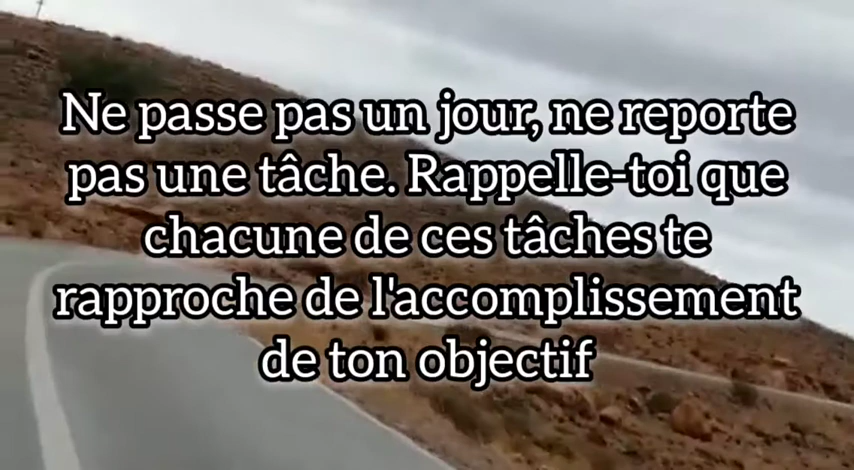 Ne passe pas un jour, ne reporte
pas une tâche. Rappelle-toi que
chacune de ces tâches te
rapproche de l'accomplissement
de ton objectif